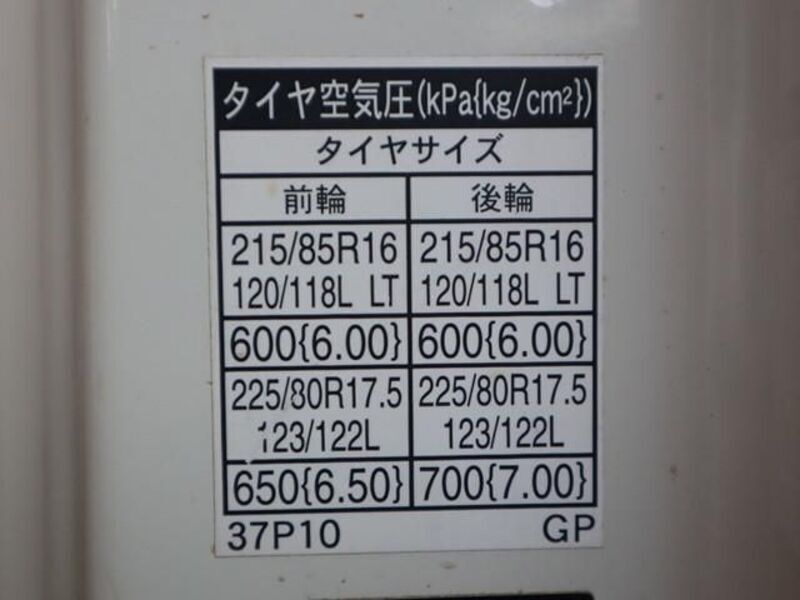 タイヤ空気圧(kPa{kg/cm²})
タイヤサイズ
前輪 後輪
215/85R16 215/85R16
120/118L LT 120/118L LT
600{6.00} 600{6.00}
225/80R17.5 225/80R17.5
123/122L 123/122L
650{6.50} 700{7.00}
37P10 GP